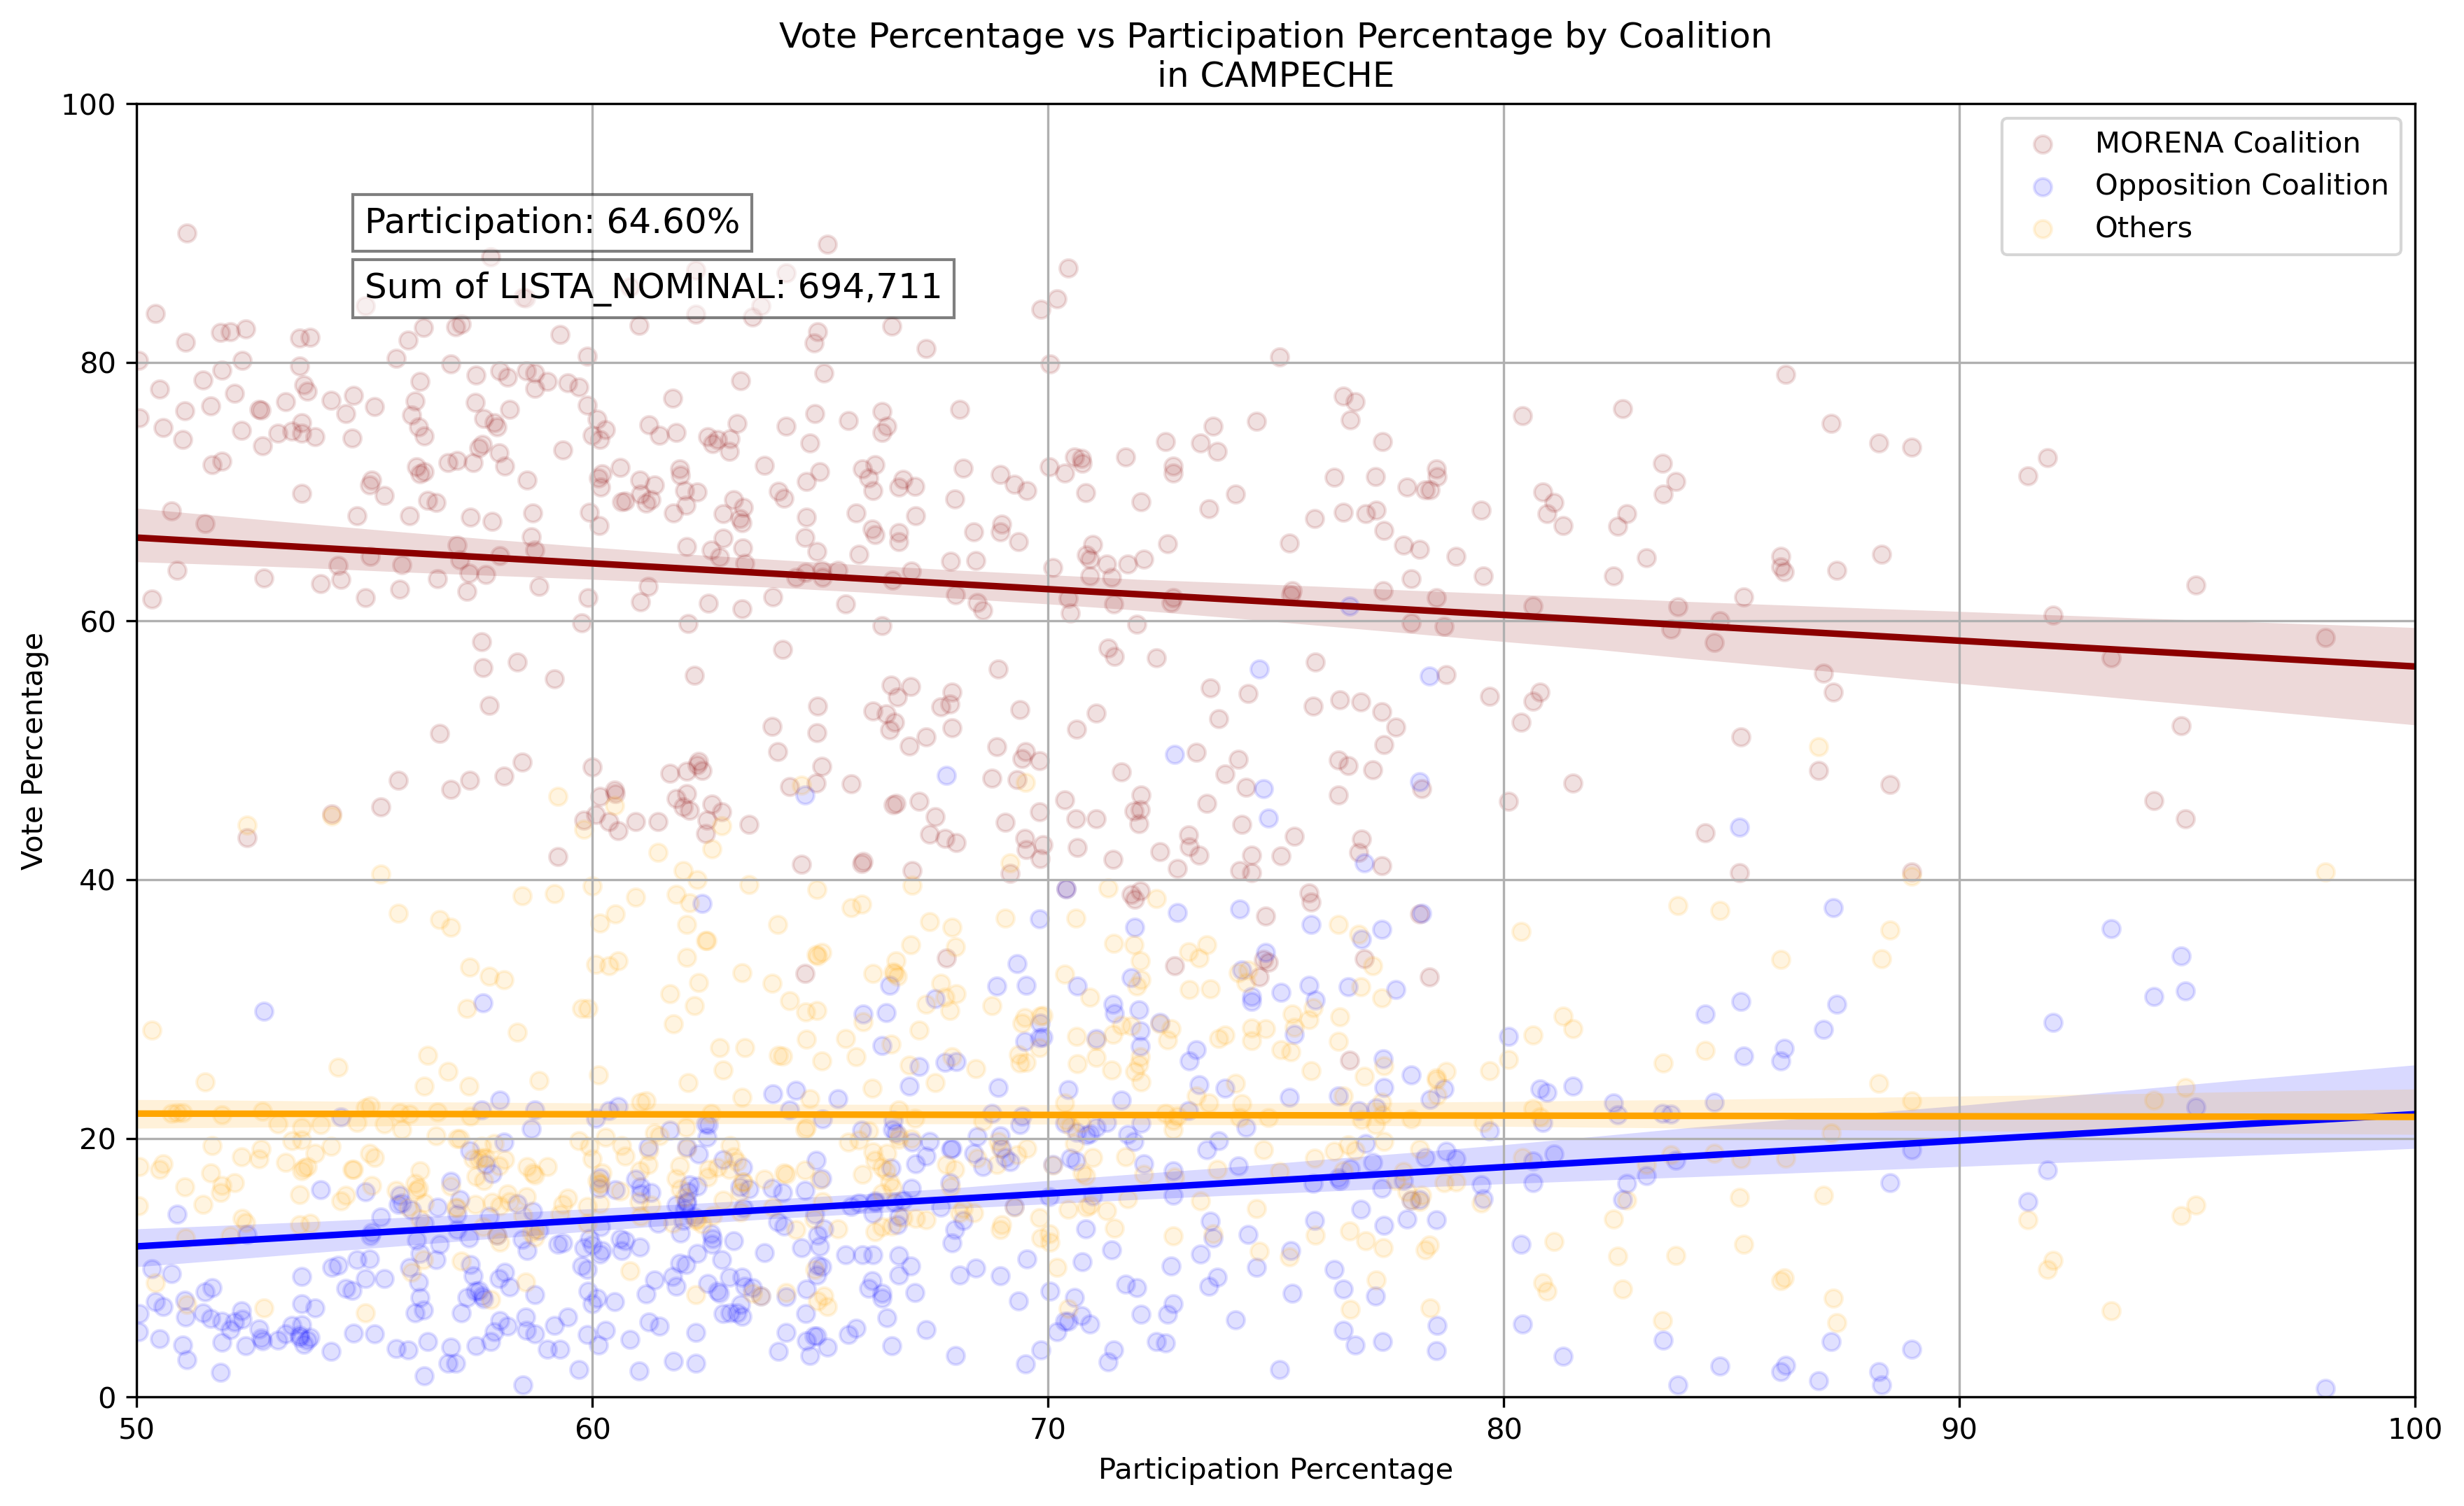 Vote Percentage vs Participation Percentage by Coalition
in CAMPECHE
100
80
60
40
20
0
Vote Percentage
Participation: 64.60%
Sum of LISTA_NOMINAL: 694,711
MORENA Coalition
Opposition Coalition
Others
50
60
70
80
90
100
Participation Percentage